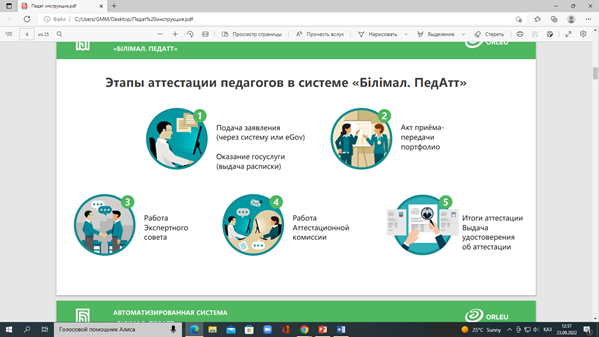 Педат инструкция.pdf
Файл
C:/Users/GMM/Desktop/Педат%20инструкция.pdf
4
из 25
Просмотр страницы
Прочесть вслух
Нарисовать
Выделение
Стереть
«БІЛІМАЛ. ПЕДАТТ»
ORLEU
Этапы аттестации педагогов в системе «Білімал. ПедАтт»
1
Подача заявления
(через систему или eGov)
Оказание госуслуги
(выдача расписки)
2
Акт приёма-
передачи
портфолио
3
Работа
Экспертного
совета
4
Работа
Аттестационной
комиссии
5
Итоги аттестации
Выдача
удостоверения
об аттестации
АВТОМАТИЗИРОВАННАЯ СИСТЕМА
ORLEU
Голосовой помощник Алиса
25°C Sunny
КАЗ
12:57
23.09.2022